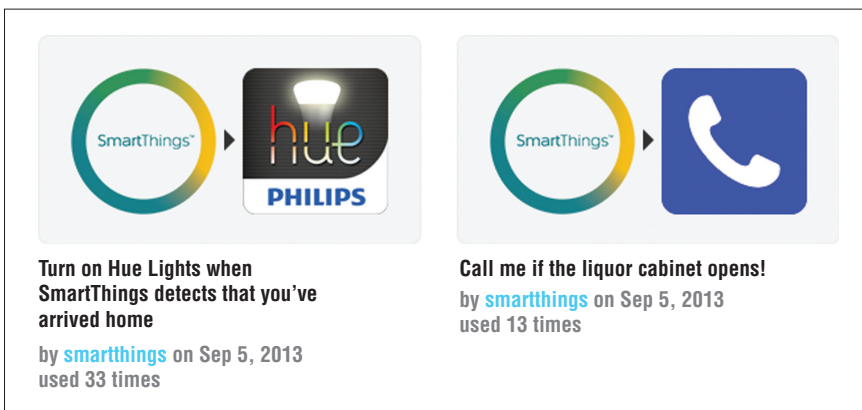 SmartThings™
hue
PHILIPS
Turn on Hue Lights when
SmartThings detects that you’ve
arrived home
by smartthings on Sep 5, 2013
used 33 times
SmartThings™
Call me if the liquor cabinet opens!
by smartthings on Sep 5, 2013
used 13 times